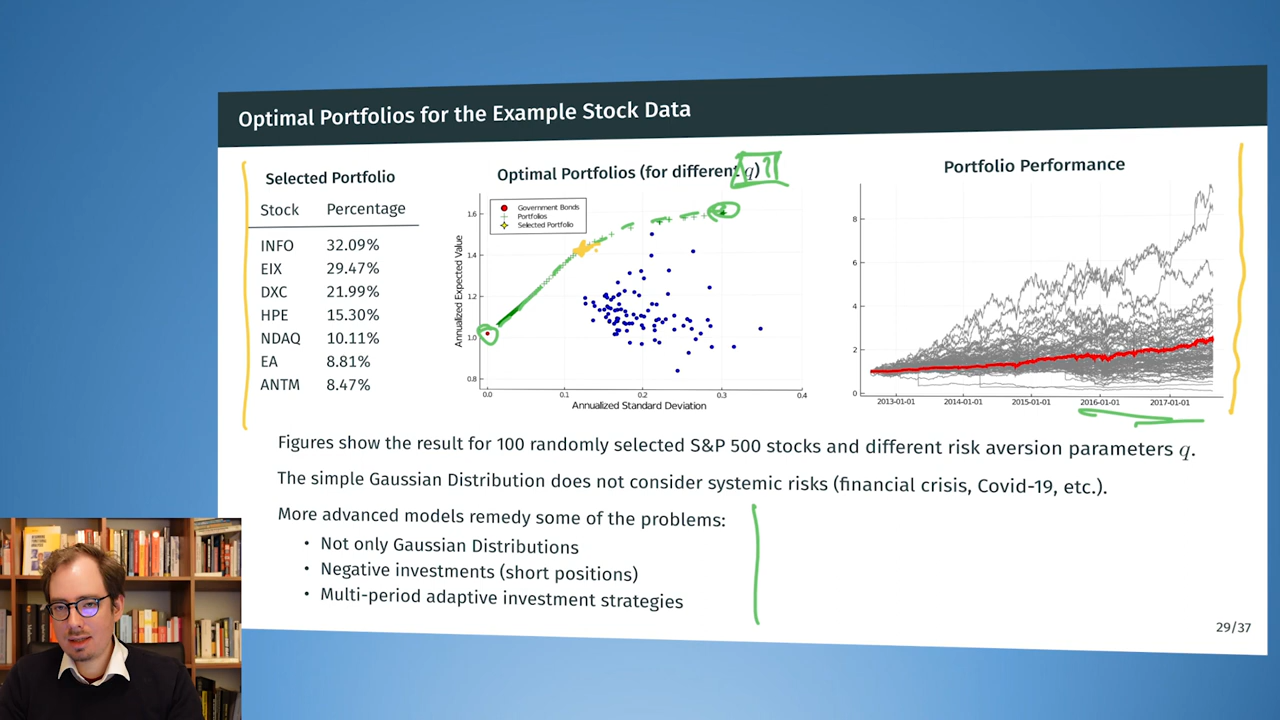 Optimal Portfolios for the Example Stock Data
Selected Portfolio
Stock Percentage
INFO 32.09%
EIX 29.47%
DXC 21.99%
HPE 15.30%
NDAQ 10.11%
EA 8.81%
ANTM 8.47%
Optimal Portfolios (for different q) ?
Government Bonds
Portfolios
Selected Portfolio
Annualized Expected Value
1.6
1.4
1.2
1.0
0.8
0.0 0.1 0.2 0.3 0.4
Annualized Standard Deviation
Portfolio Performance
8
6
4
2
0
2013-01-01 2014-01-01 2015-01-01 2016-01-01 2017-01-01
Figures show the result for 100 randomly selected S&P 500 stocks and different risk aversion parameters q.
The simple Gaussian Distribution does not consider systemic risks (financial crisis, Covid-19, etc.).
More advanced models remedy some of the problems:
• Not only Gaussian Distributions
• Negative investments (short positions)
• Multi-period adaptive investment strategies
29/37